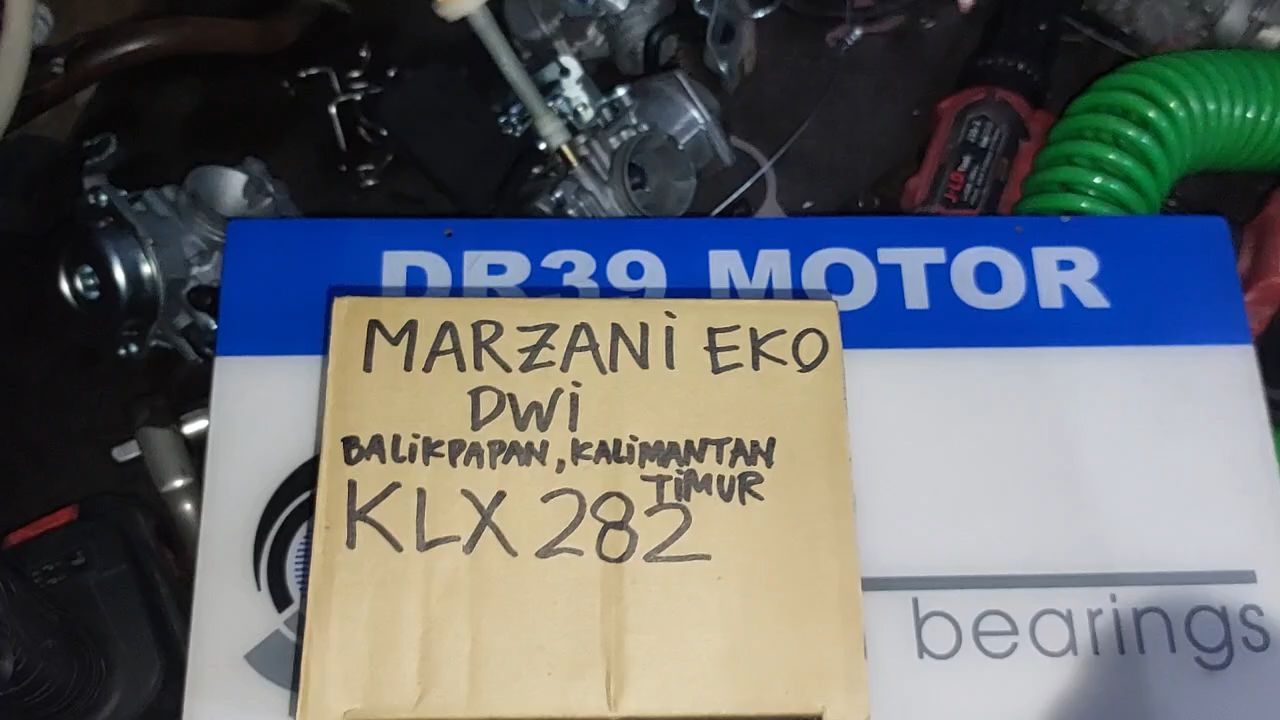 DR39 MOTOR
MARZANi EKO
DWi
BALiKPAPAN, KALiMANTAN
TiMUR
KLX 282
bearings